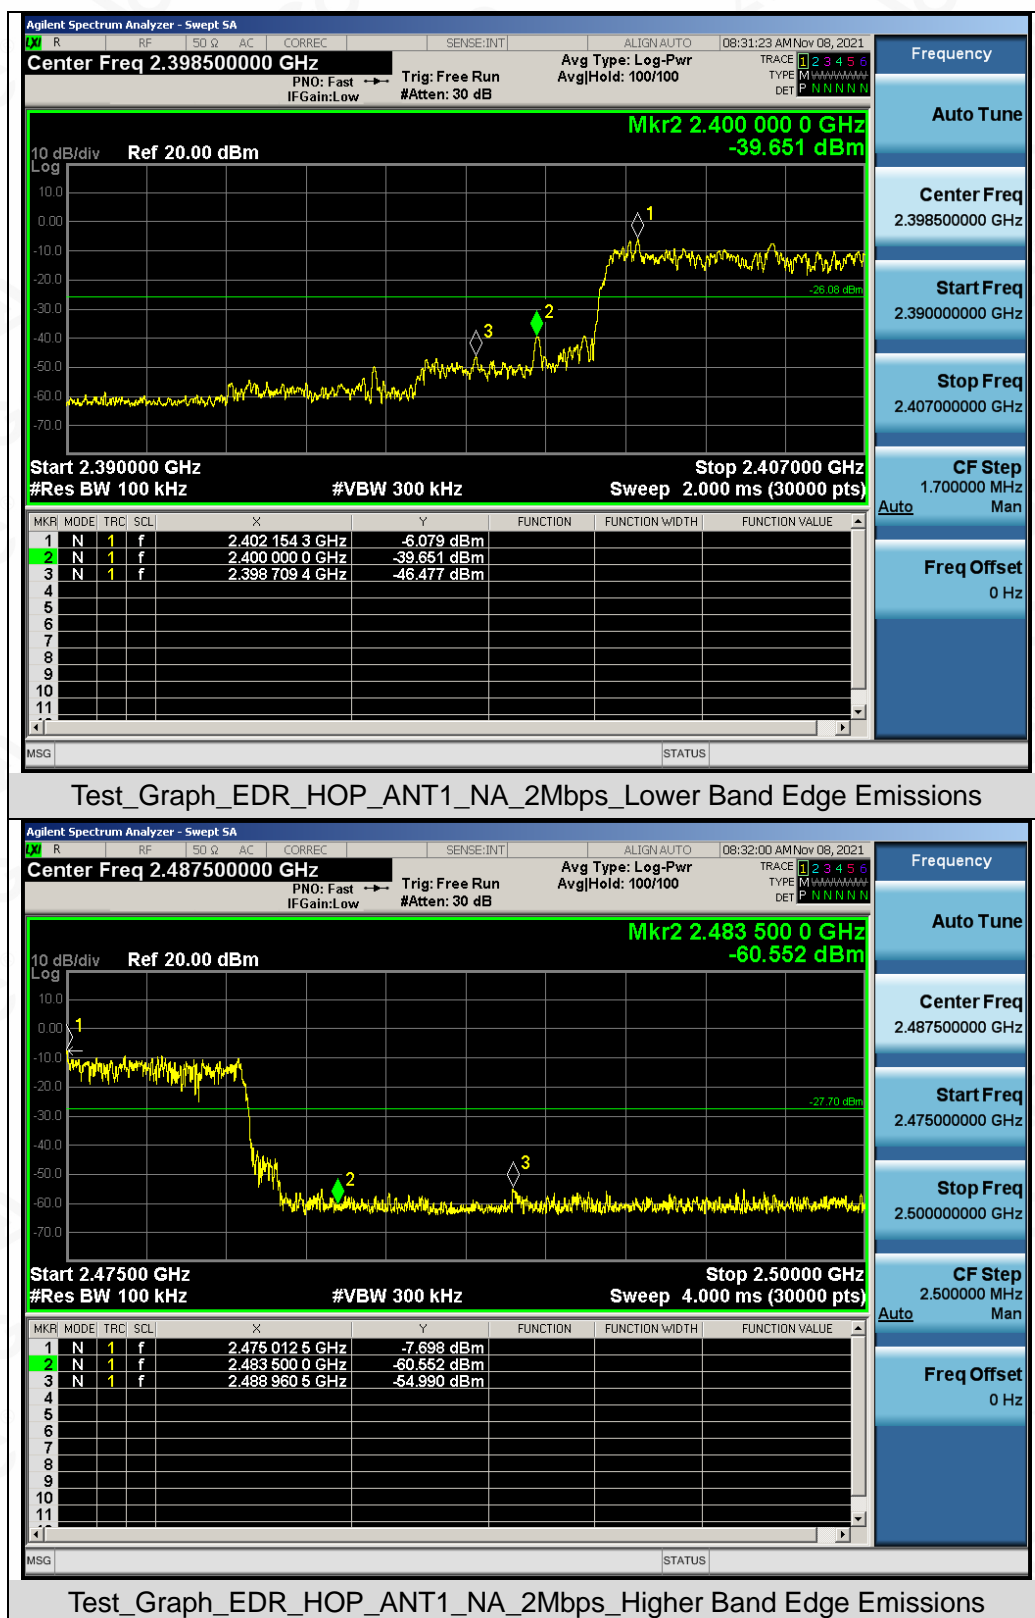 Agilent Spectrum Analyzer - Swept SA
LXI R RF 50 Ω AC CORREC SENSE:INT ALIGN AUTO 08:31:23 AM Nov 08, 2021
Center Freq 2.398500000 GHz
PNO: Fast
IFGain:Low
Trig: Free Run
#Atten: 30 dB
Avg Type: Log-Pwr
Avg|Hold: 100/100
TRACE 1 2 3 4 5 6
TYPE M
DET P N N N N N
Mkr2 2.400 000 0 GHz
-39.651 dBm
10 dB/div Ref 20.00 dBm
Log
10.0
0.00
-10.0
-20.0
-30.0
-40.0
-50.0
-60.0
-70.0
1
2
3
-26.08 dBm
Start 2.390000 GHz Stop 2.407000 GHz
#Res BW 100 kHz #VBW 300 kHz Sweep 2.000 ms (30000 pts)
MKR MODE TRC SCL X Y FUNCTION FUNCTION WIDTH FUNCTION VALUE
1 N 1 f 2.402 154 3 GHz -6.079 dBm
2 N 1 f 2.400 000 0 GHz -39.651 dBm
3 N 1 f 2.398 709 4 GHz -46.477 dBm
4
5
6
7
8
9
10
11
MSG STATUS
Frequency
Auto Tune
Center Freq
2.398500000 GHz
Start Freq
2.390000000 GHz
Stop Freq
2.407000000 GHz
CF Step
1.700000 MHz
Auto Man
Freq Offset
0 Hz
Test_Graph_EDR_HOP_ANT1_NA_2Mbps_Lower Band Edge Emissions
Agilent Spectrum Analyzer - Swept SA
LXI R RF 50 Ω AC CORREC SENSE:INT ALIGN AUTO 08:32:00 AM Nov 08, 2021
Center Freq 2.487500000 GHz
PNO: Fast
IFGain:Low
Trig: Free Run
#Atten: 30 dB
Avg Type: Log-Pwr
Avg|Hold: 100/100
TRACE 1 2 3 4 5 6
TYPE M
DET P N N N N N
Mkr2 2.483 500 0 GHz
-60.552 dBm
10 dB/div Ref 20.00 dBm
Log
10.0
0.00
-10.0
-20.0
-30.0
-40.0
-50.0
-60.0
-70.0
1
2
3
-27.70 dBm
Start 2.47500 GHz Stop 2.50000 GHz
#Res BW 100 kHz #VBW 300 kHz Sweep 4.000 ms (30000 pts)
MKR MODE TRC SCL X Y FUNCTION FUNCTION WIDTH FUNCTION VALUE
1 N 1 f 2.475 012 5 GHz -7.698 dBm
2 N 1 f 2.483 500 0 GHz -60.552 dBm
3 N 1 f 2.488 960 5 GHz -54.990 dBm
4
5
6
7
8
9
10
11
MSG STATUS
Frequency
Auto Tune
Center Freq
2.487500000 GHz
Start Freq
2.475000000 GHz
Stop Freq
2.500000000 GHz
CF Step
2.500000 MHz
Auto Man
Freq Offset
0 Hz
Test_Graph_EDR_HOP_ANT1_NA_2Mbps_Higher Band Edge Emissions